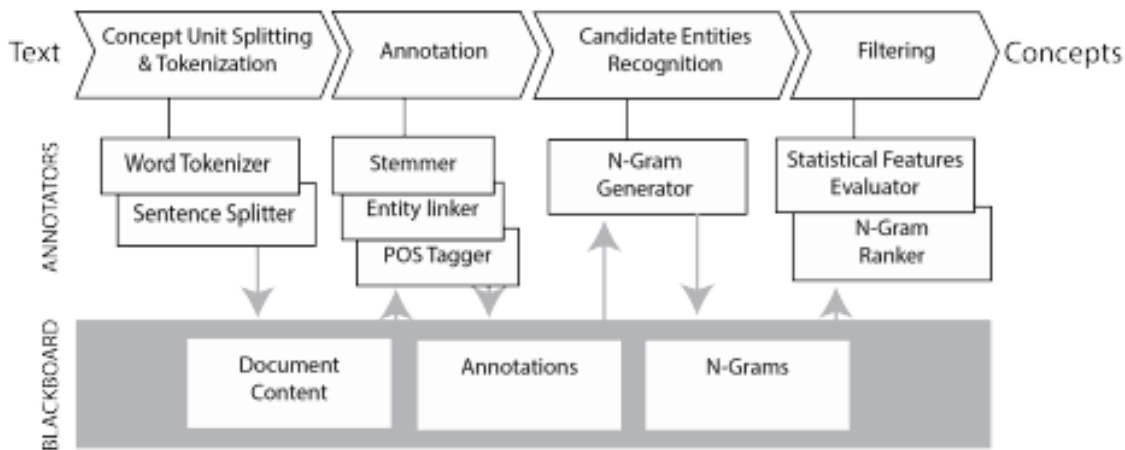 Text
Concept Unit Splitting
& Tokenization
Annotation
Candidate Entities
Recognition
Filtering
Concepts
ANNOTATORS
Word Tokenizer
Sentence Splitter
Stemmer
Entity linker
POS Tagger
N-Gram
Generator
Statistical Features
Evaluator
N-Gram
Ranker
BLACKBOARD
Document
Content
Annotations
N-Grams